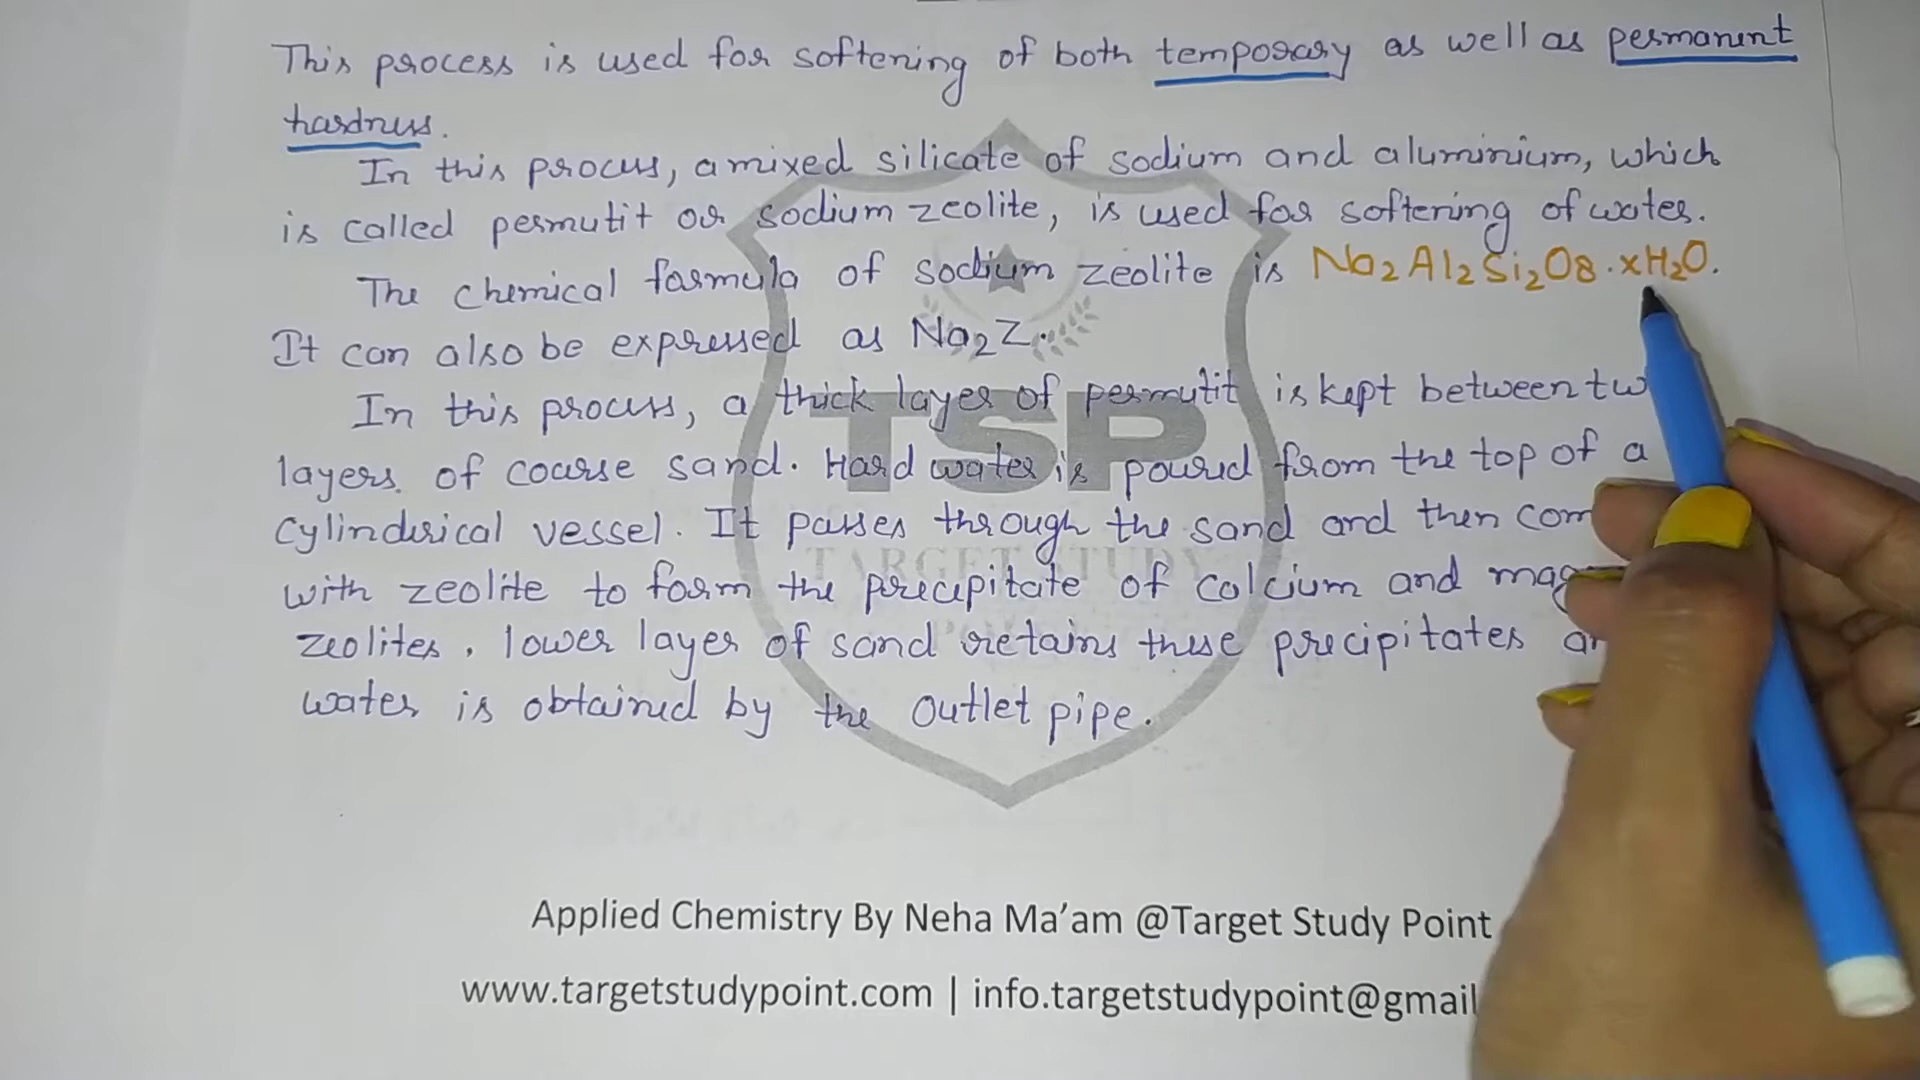 This process is used for softening of both temporary as well as permanent
hardness.
In this process, a mixed silicate of sodium and aluminium, which
is called permutit or sodium zeolite, is used for softening of water.
The chemical formula of sodium zeolite is Na2Al2Si2O8.xH2O.
It can also be expressed as Na2Z.
In this process, a thick layer of permutit is kept between tw
layers of coarse sand. Hard water is poured from the top of a
cylindrical vessel. It passes through the sand and then com
with zeolite to form the precipitate of calcium and mag
zeolites. lower layer of sand retains these precipitates
water is obtained by the outlet pipe.
TSP
TARGET STUDY
POINT
Applied Chemistry By Neha Ma'am @Target Study Point
www.targetstudypoint.com | info.targetstudypoint@gmail